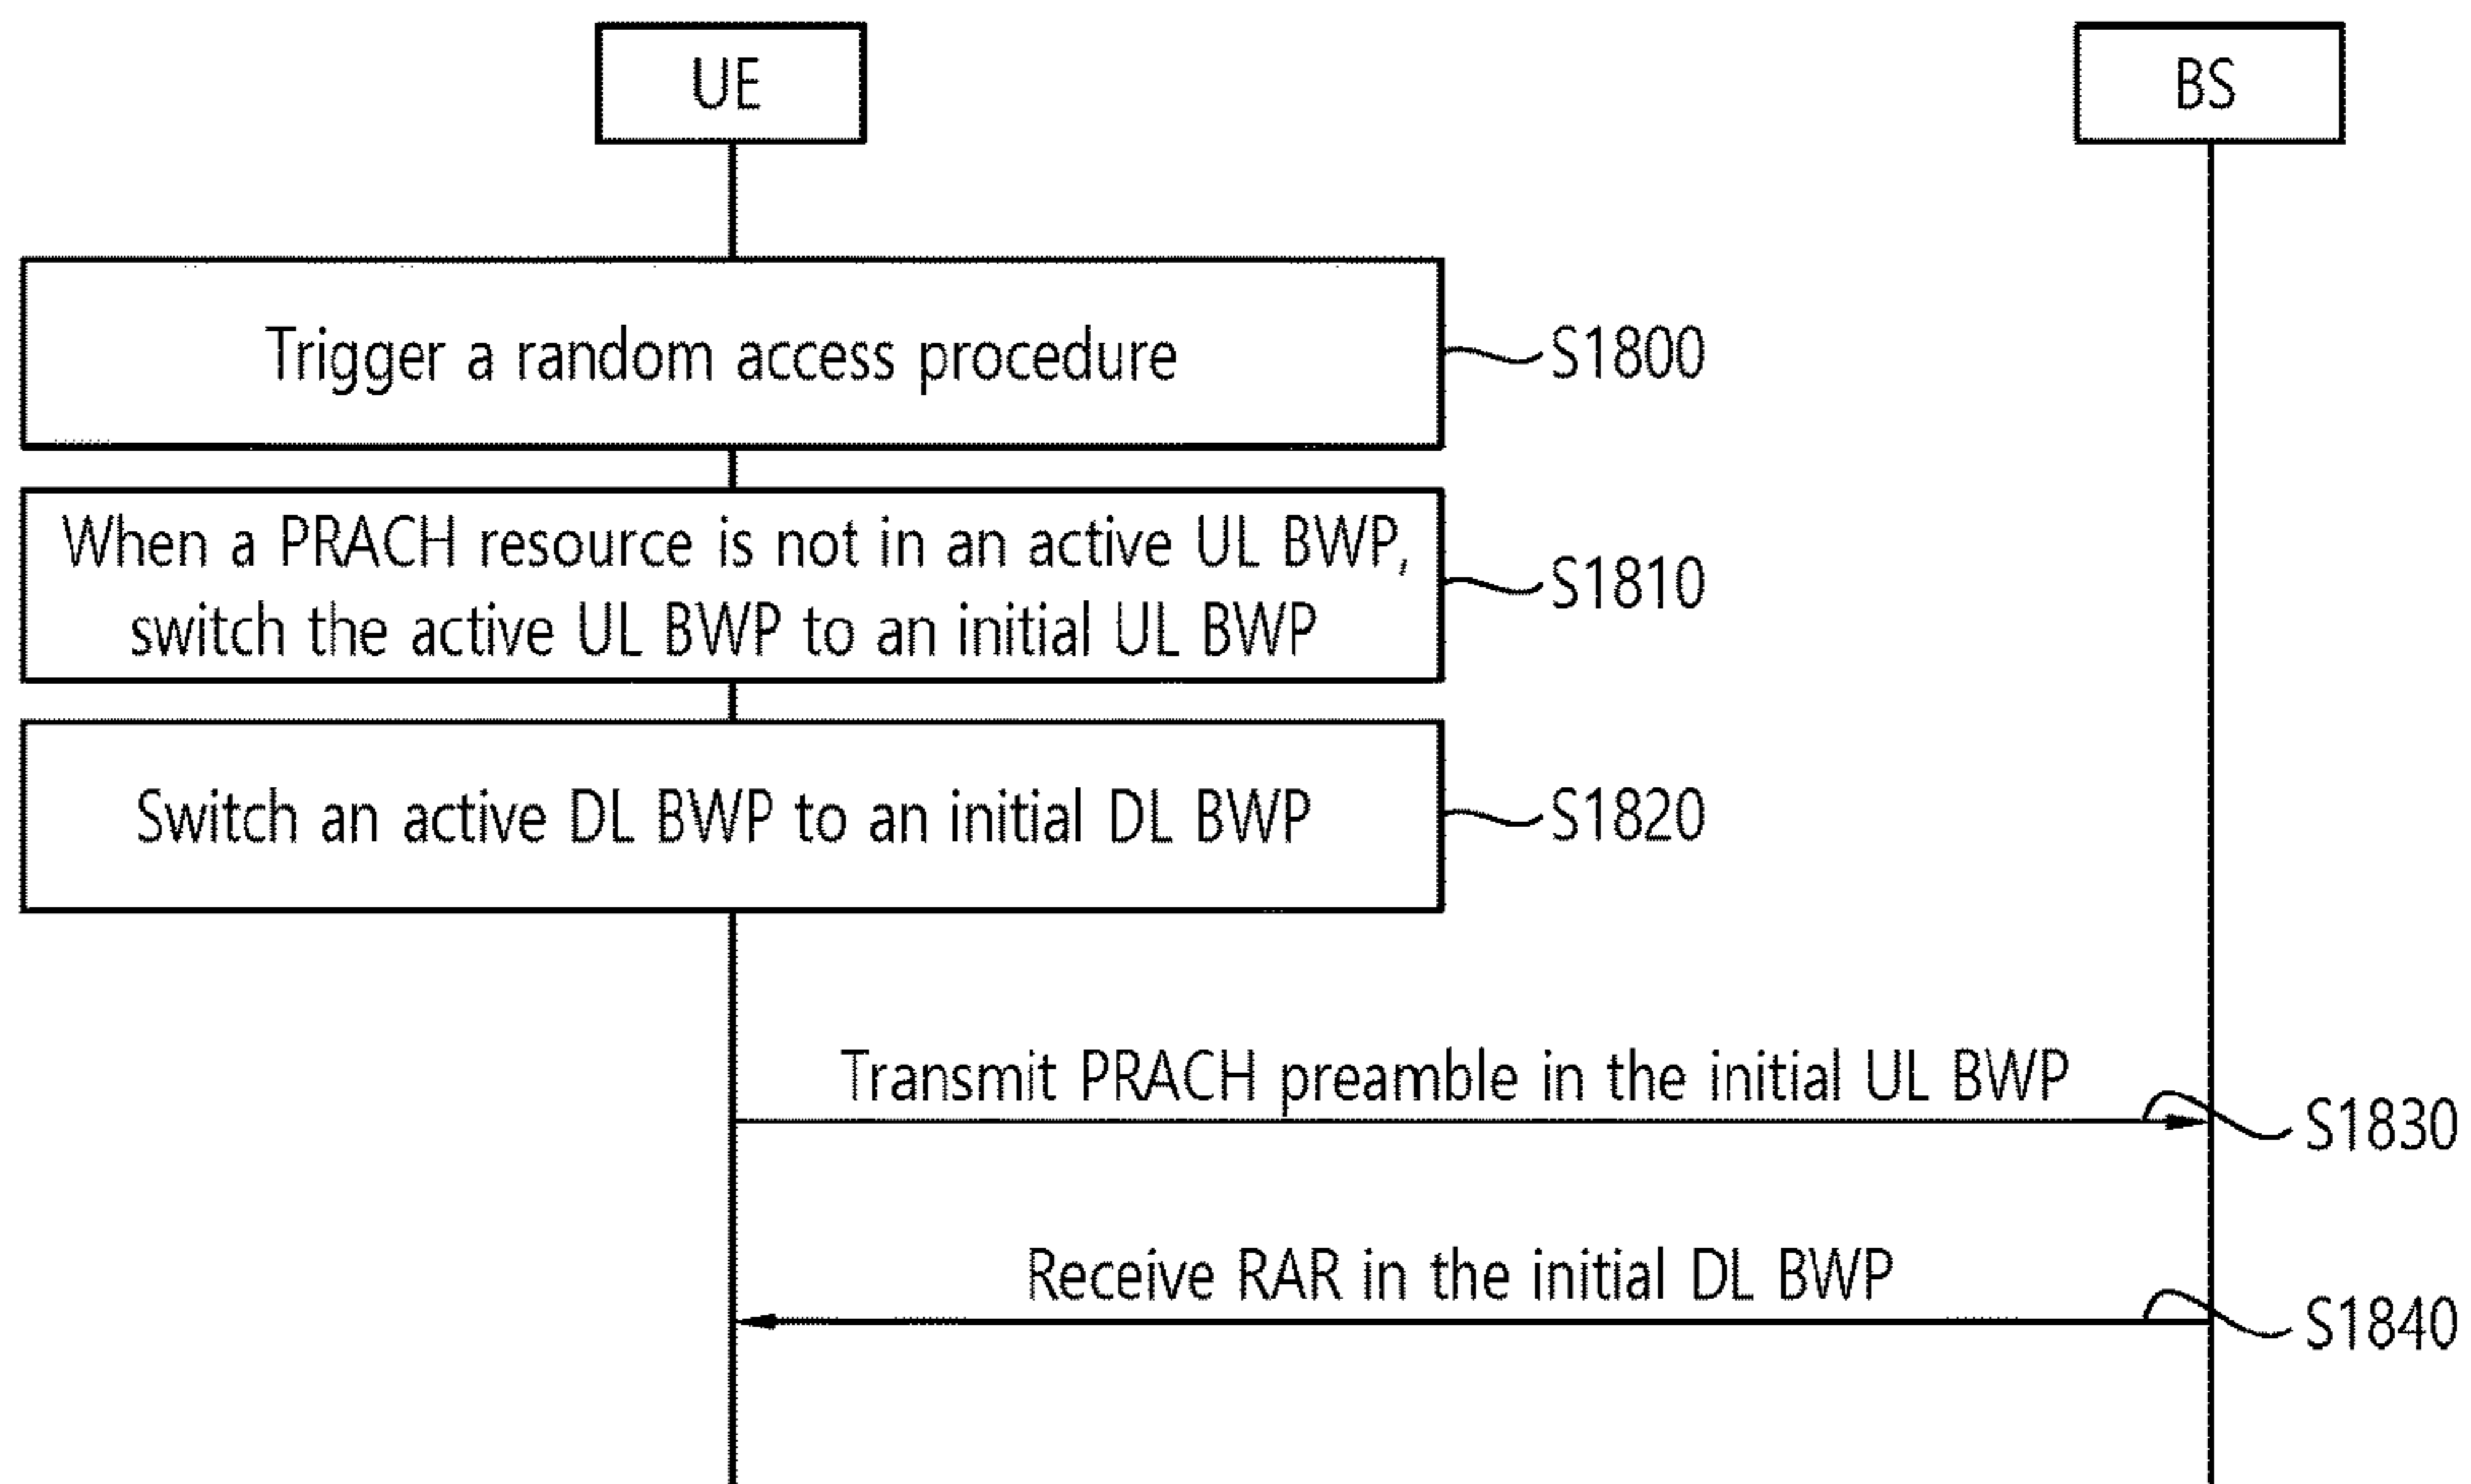 UE
BS
Trigger a random access procedure
S1800
When a PRACH resource is not in an active UL BWP,
switch the active UL BWP to an initial UL BWP
S1810
Switch an active DL BWP to an initial DL BWP
S1820
Transmit PRACH preamble in the initial UL BWP
S1830
Receive RAR in the initial DL BWP
S1840